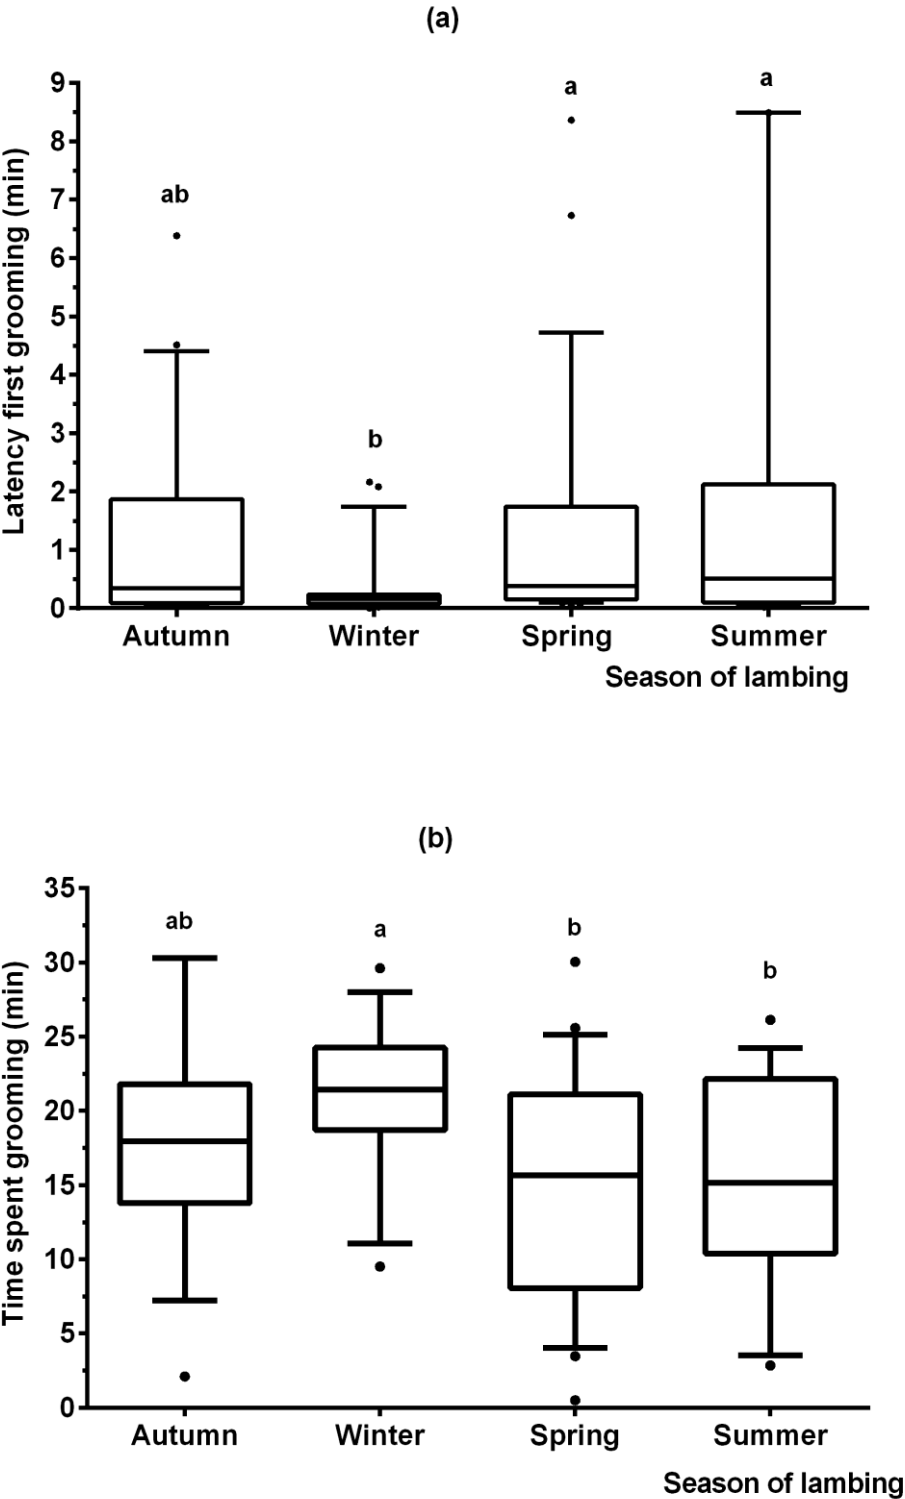 (a)
9
8
7
6
5
4
3
2
1
0
Latency first grooming (min)
ab
b
a
a
Autumn Winter Spring Summer
Season of lambing
(b)
35
30
25
20
15
10
5
0
Time spent grooming (min)
ab
a
b
b
Autumn Winter Spring Summer
Season of lambing